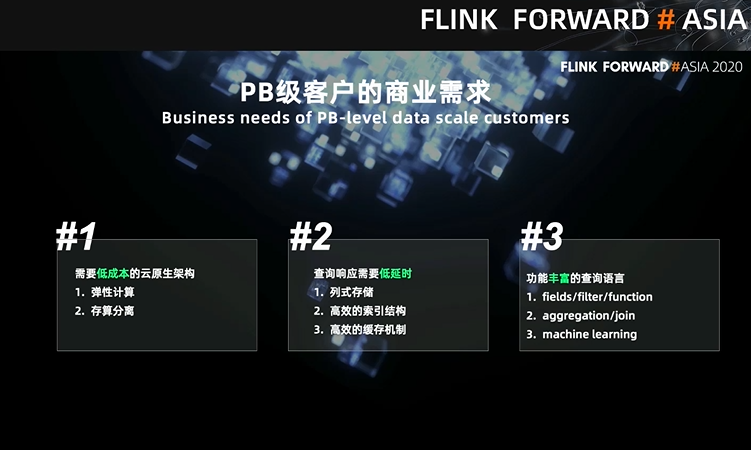 FLINK FORWARD # ASIA
FLINK FORWARD #ASIA 2020
PB级客户的商业需求
Business needs of PB-level data scale customers
#1
需要低成本的云原生架构
1. 弹性计算
2. 存算分离
#2
查询响应需要低延时
1. 列式存储
2. 高效的索引结构
3. 高效的缓存机制
#3
功能丰富的查询语言
1. fields/filter/function
2. aggregation/join
3. machine learning